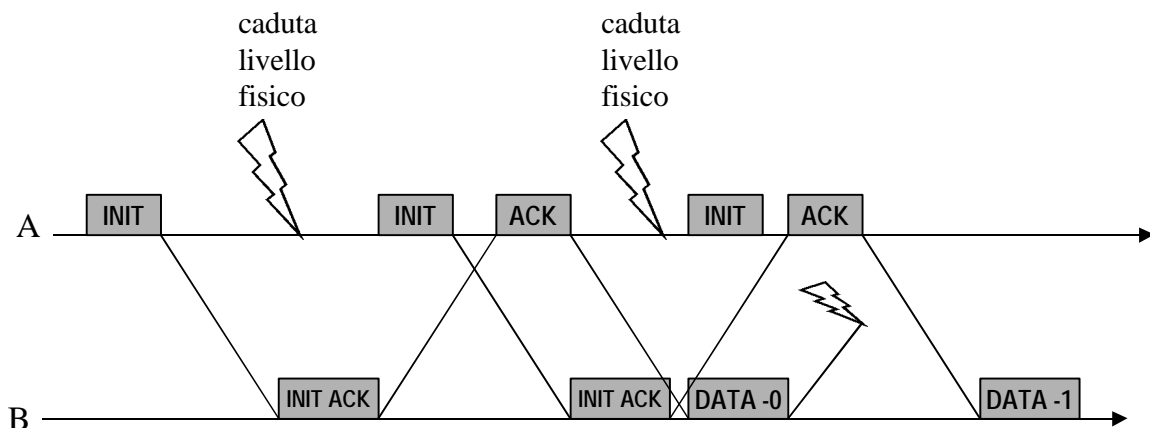 caduta
livello
fisico
caduta
livello
fisico
A INIT INIT ACK INIT ACK
B INIT ACK INIT ACK DATA -0 DATA -1